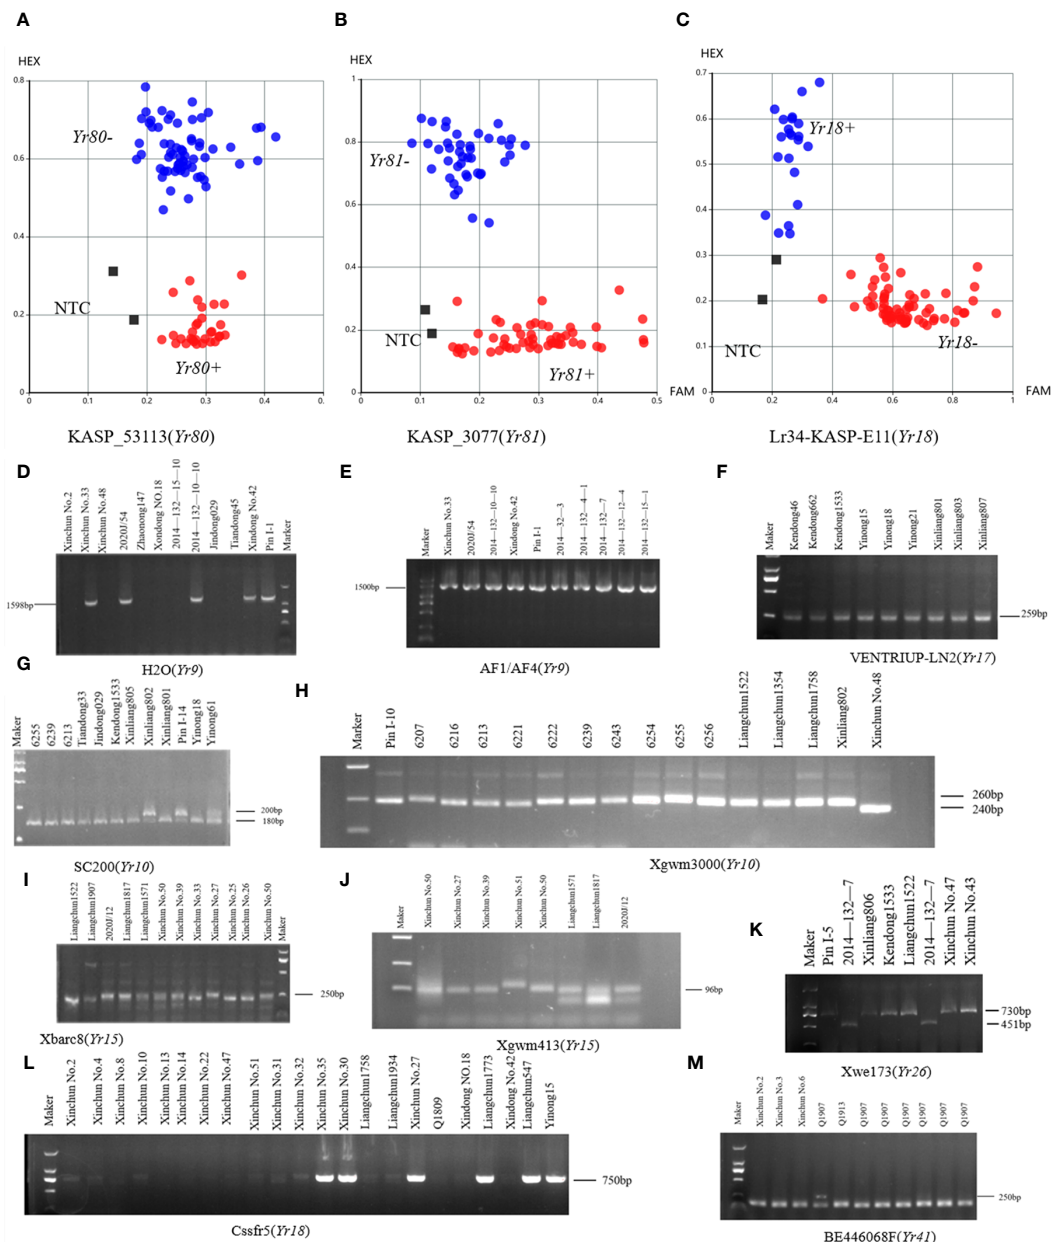 A
B
C
HEX
HEX
HEX
0.8
0.6
0.4
0.2
0
0
0.1
0.2
0.3
0.4
0.
Yr80-
NTC
Yr80+
KASP_53113(Yr80)
1
0.8
0.6
0.4
0.2
0
0
0.1
0.2
0.3
0.4
0.5
FAM
Yr81-
NTC
Yr81+
KASP_3077(Yr81)
0.7
0.6
0.5
0.4
0.3
0.2
0.1
0
0
0.2
0.4
0.6
0.8
1
FAM
Yr18+
NTC
Yr18-
Lr34-KASP-E11(Yr18)
D
Xinchun No.2
Xinchun No.33
Xinchun No.48
2020J/54
Zhaonong147
Xondong NO.18
2014—132—15—10
2014—132—10—10
Jindong029
Tiandong45
Xindong No.42
Pin I-1
Marker
1598bp
H2O(Yr9)
E
Marker
Xinchun No.33
2020J/54
2014—132—10-10
Xindong No.42
Pin I-1
2014—32—3
2014—132—4—1
2014—132—7
2014—132—12—4
2014—132—15—1
1500bp
AF1/AF4(Yr9)
F
Maker
Kendong46
Kendong662
Kendong1533
Yinong15
Yinong18
Yinong21
Xinliang801
Xinliang803
Xinliang807
259bp
VENTRIUP-LN2(Yr17)
G
Maker
6255
6239
6213
Tiandong33
Jindong029
Kendong1533
Xinliang805
Xinliang802
Xinliang801
Pin I-14
Yinong18
Yinong61
200bp
180bp
SC200(Yr10)
H
Marker
Pin I-10
6207
6216
6213
6221
6222
6239
6243
6254
6255
6256
Liangchun1522
Liangchun1354
Liangchun1758
Xinliang802
Xinchun No.48
260bp
240bp
Xgwm3000(Yr10)
I
Liangchun1522
Liangchun1907
2020J/12
Liangchun1817
Liangchun1571
Xinchun No.50
Xinchun No.39
Xinchun No.33
Xinchun No.27
Xinchun No.25
Xinchun No.26
Xinchun No.50
Maker
250bp
Xbarc8(Yr15)
J
Maker
Xinchun No.50
Xinchun No.27
Xinchun No.39
Xinchun No.51
Xinchun No.50
Liangchun1571
Liangchun1817
2020J/12
96bp
Xgwm413(Yr15)
K
Maker
Pin I-5
2014—132—7
Xinliang806
Kendong1533
Liangchun1522
2014—132—7
Xinchun No.47
Xinchun No.43
730bp
451bp
Xwe173(Yr26)
L
Maker
Xinchun No.2
Xinchun No.4
Xinchun No.8
Xinchun No.10
Xinchun No.13
Xinchun No.14
Xinchun No.22
Xinchun No.47
Xinchun No.51
Xinchun No.31
Xinchun No.32
Xinchun No.35
Xinchun No.30
Liangchun1758
Liangchun1934
Xinchun No.27
Q1809
Xindong NO.18
Liangchun1773
Xindong No.42
Liangchun547
Yinong15
750bp
Cssfr5(Yr18)
M
Maker
Xinchun No.2
Xinchun No.3
Xinchun No.6
Q1907
Q1913
Q1907
Q1907
Q1907
Q1907
Q1907
Q1907
250bp
BE446068F(Yr41)